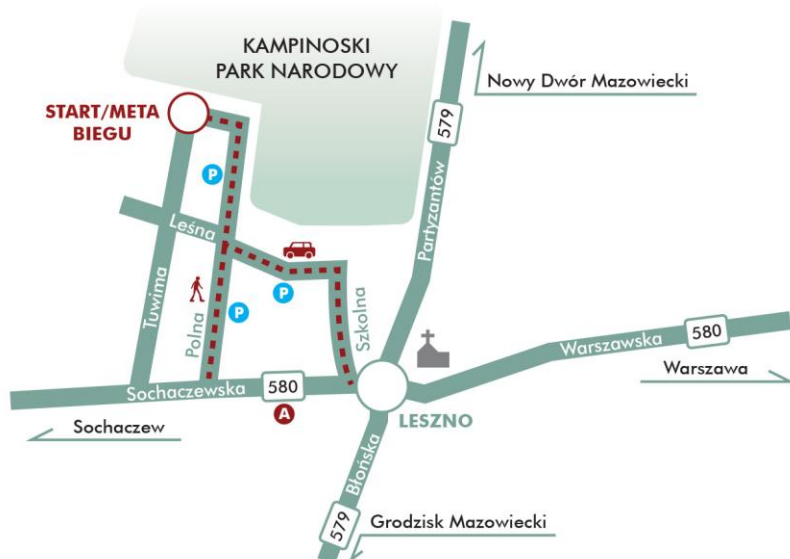 KAMPINOSKI
PARK NARODOWY
Nowy Dwór Mazowiecki
START/META
BIEGU
579
P
Partyzantów
Leśna
Tuwima
Polna
P
P
Szkolna
Warszawska
580
Warszawa
Sochaczewska
580
A
LESZNO
Sochaczew
Błońska
579
Grodzisk Mazowiecki